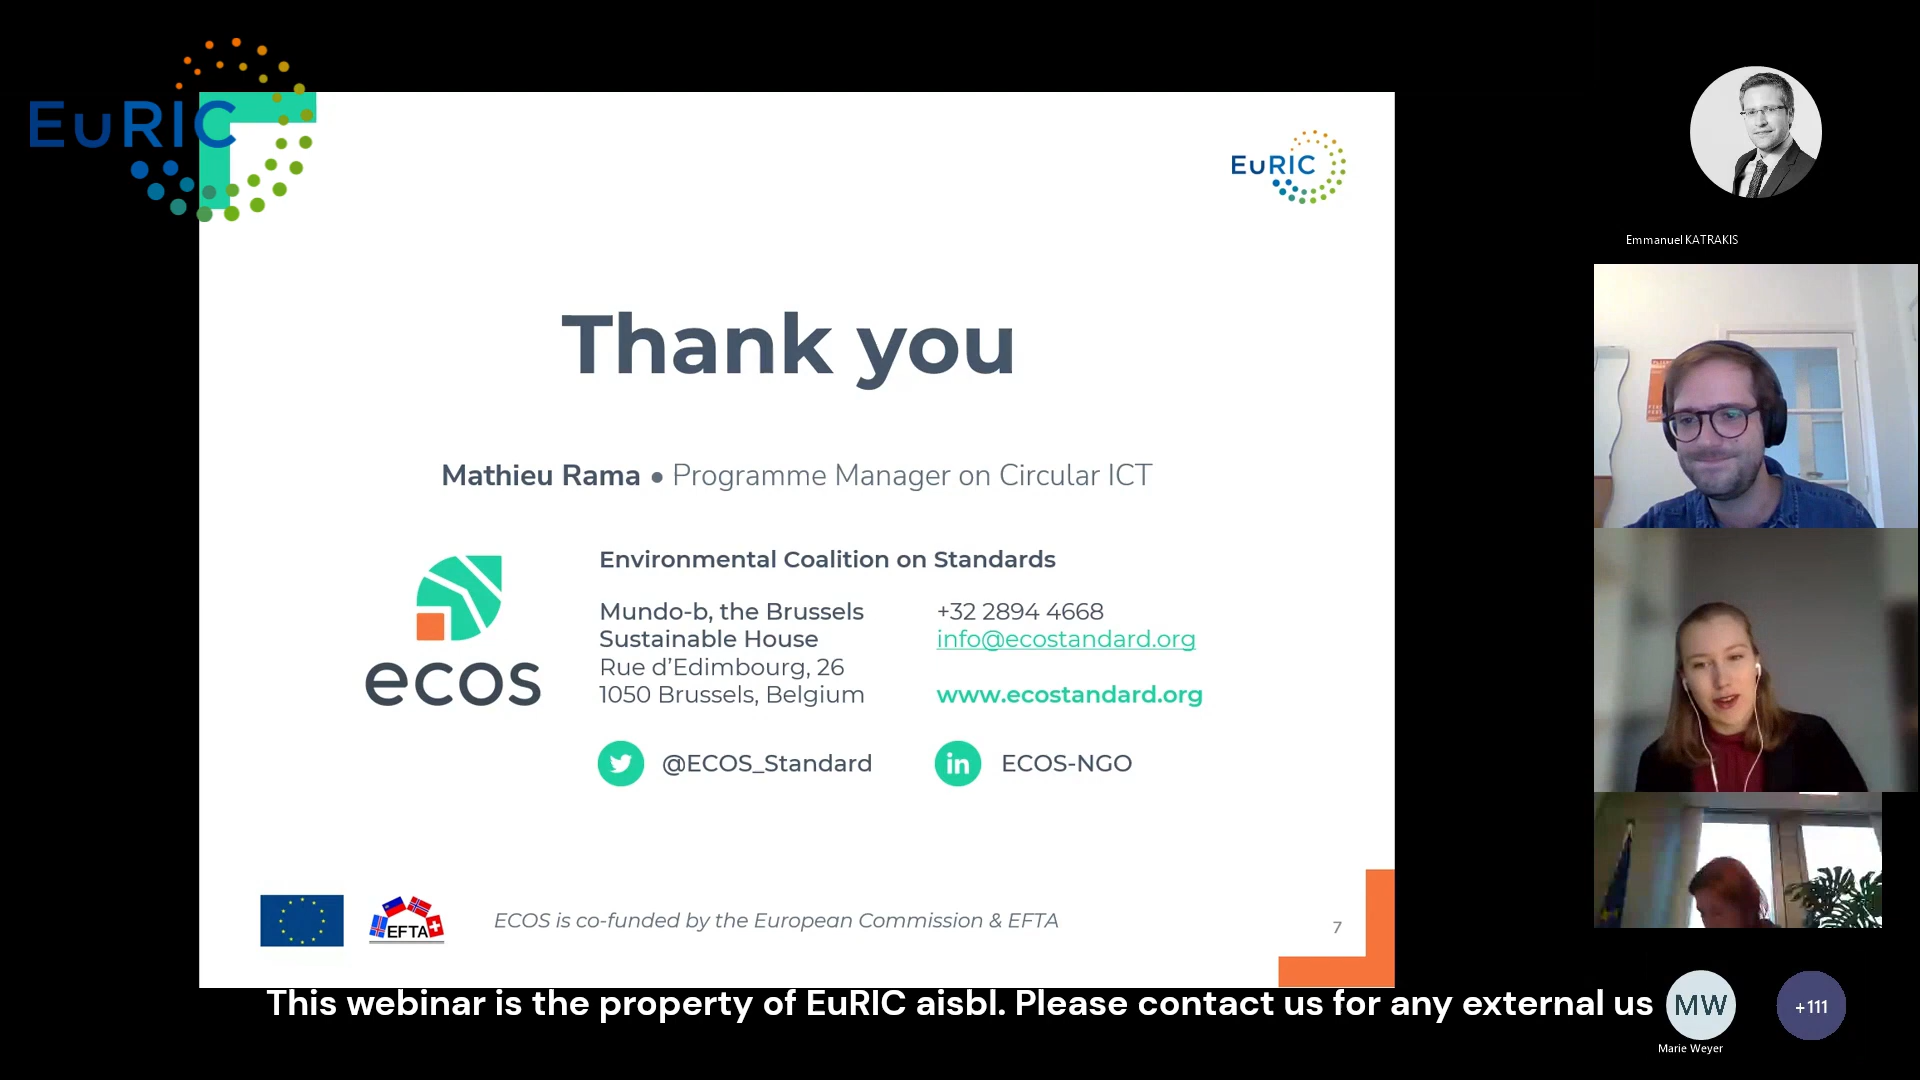 EuRIC
EuRIC
Emmanuel KATRAKIS
Thank you
Mathieu Rama • Programme Manager on Circular ICT
Environmental Coalition on Standards
Mundo-b, the Brussels
Sustainable House
Rue d'Edimbourg, 26
1050 Brussels, Belgium
+32 2894 4668
info@ecostandard.org
www.ecostandard.org
ecos
@ECOS_Standard
ECOS-NGO
EFTA
ECOS is co-funded by the European Commission & EFTA
7
This webinar is the property of EuRIC aisbl. Please contact us for any external us
MW
+111
Marie Weyer